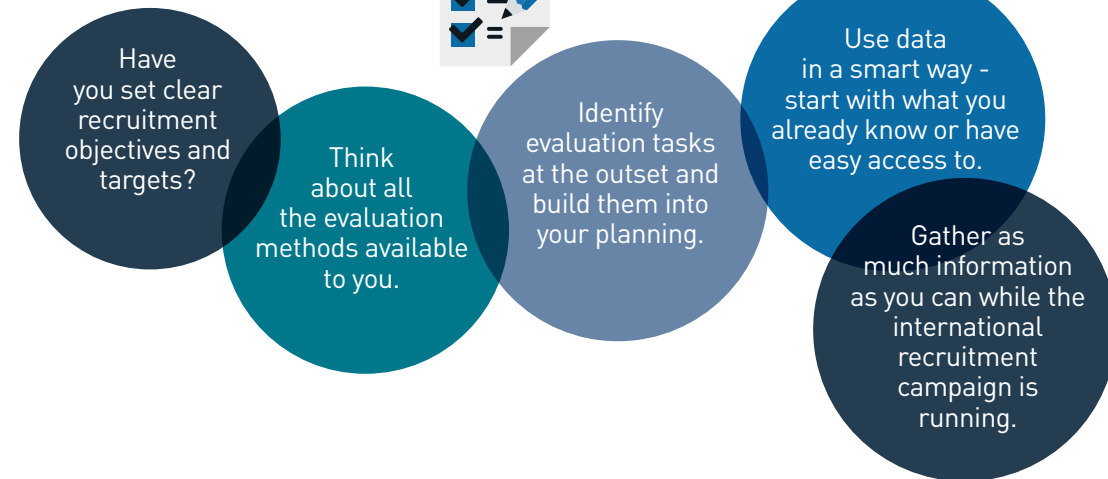 Have
you set clear
recruitment
objectives and
targets?
Think
about all
the evaluation
methods available
to you.
Identify
evaluation tasks
at the outset and
build them into
your planning.
Use data
in a smart way -
start with what you
already know or have
easy access to.
Gather as
much information
as you can while the
international
recruitment
campaign is
running.